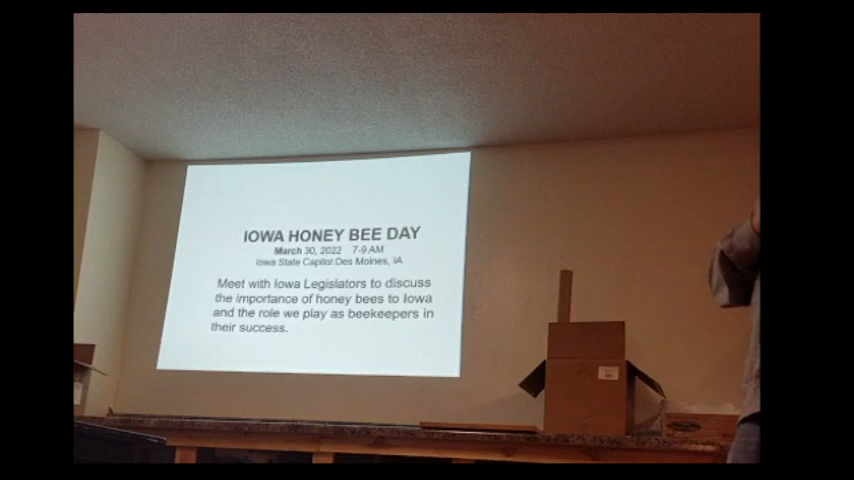 IOWA HONEY BEE DAY
March 30, 2022 7-9 AM
Iowa State Capitol Des Moines, IA
Meet with Iowa Legislators to discuss
the importance of honey bees to Iowa
and the role we play as beekeepers in
their success.